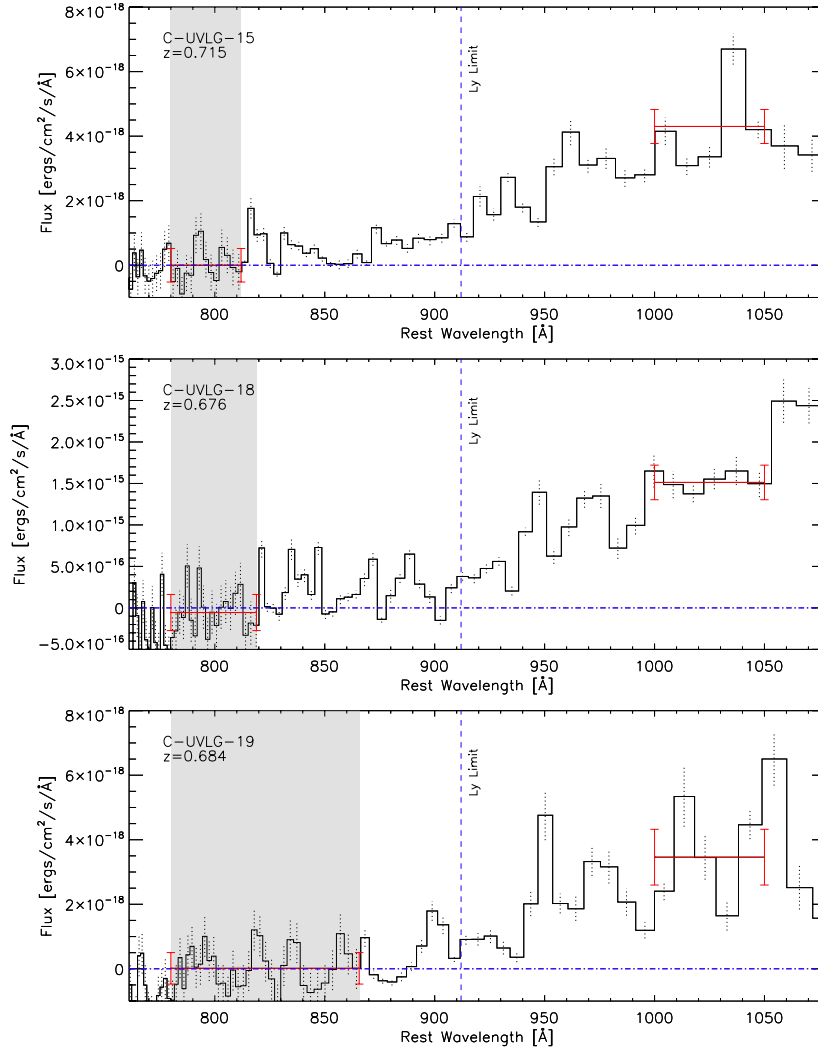 8×10⁻¹⁸
6×10⁻¹⁸
4×10⁻¹⁸
2×10⁻¹⁸
0
Flux [ergs/cm²/s/Å]
C-UVLG-15
z=0.715
Ly Limit
800 850 900 950 1000 1050
Rest Wavelength [Å]
3.0×10⁻¹⁵
2.5×10⁻¹⁵
2.0×10⁻¹⁵
1.5×10⁻¹⁵
1.0×10⁻¹⁵
5.0×10⁻¹⁶
0
−5.0×10⁻¹⁶
Flux [ergs/cm²/s/Å]
C-UVLG-18
z=0.676
Ly Limit
800 850 900 950 1000 1050
Rest Wavelength [Å]
8×10⁻¹⁸
6×10⁻¹⁸
4×10⁻¹⁸
2×10⁻¹⁸
0
Flux [ergs/cm²/s/Å]
C-UVLG-19
z=0.684
Ly Limit
800 850 900 950 1000 1050
Rest Wavelength [Å]